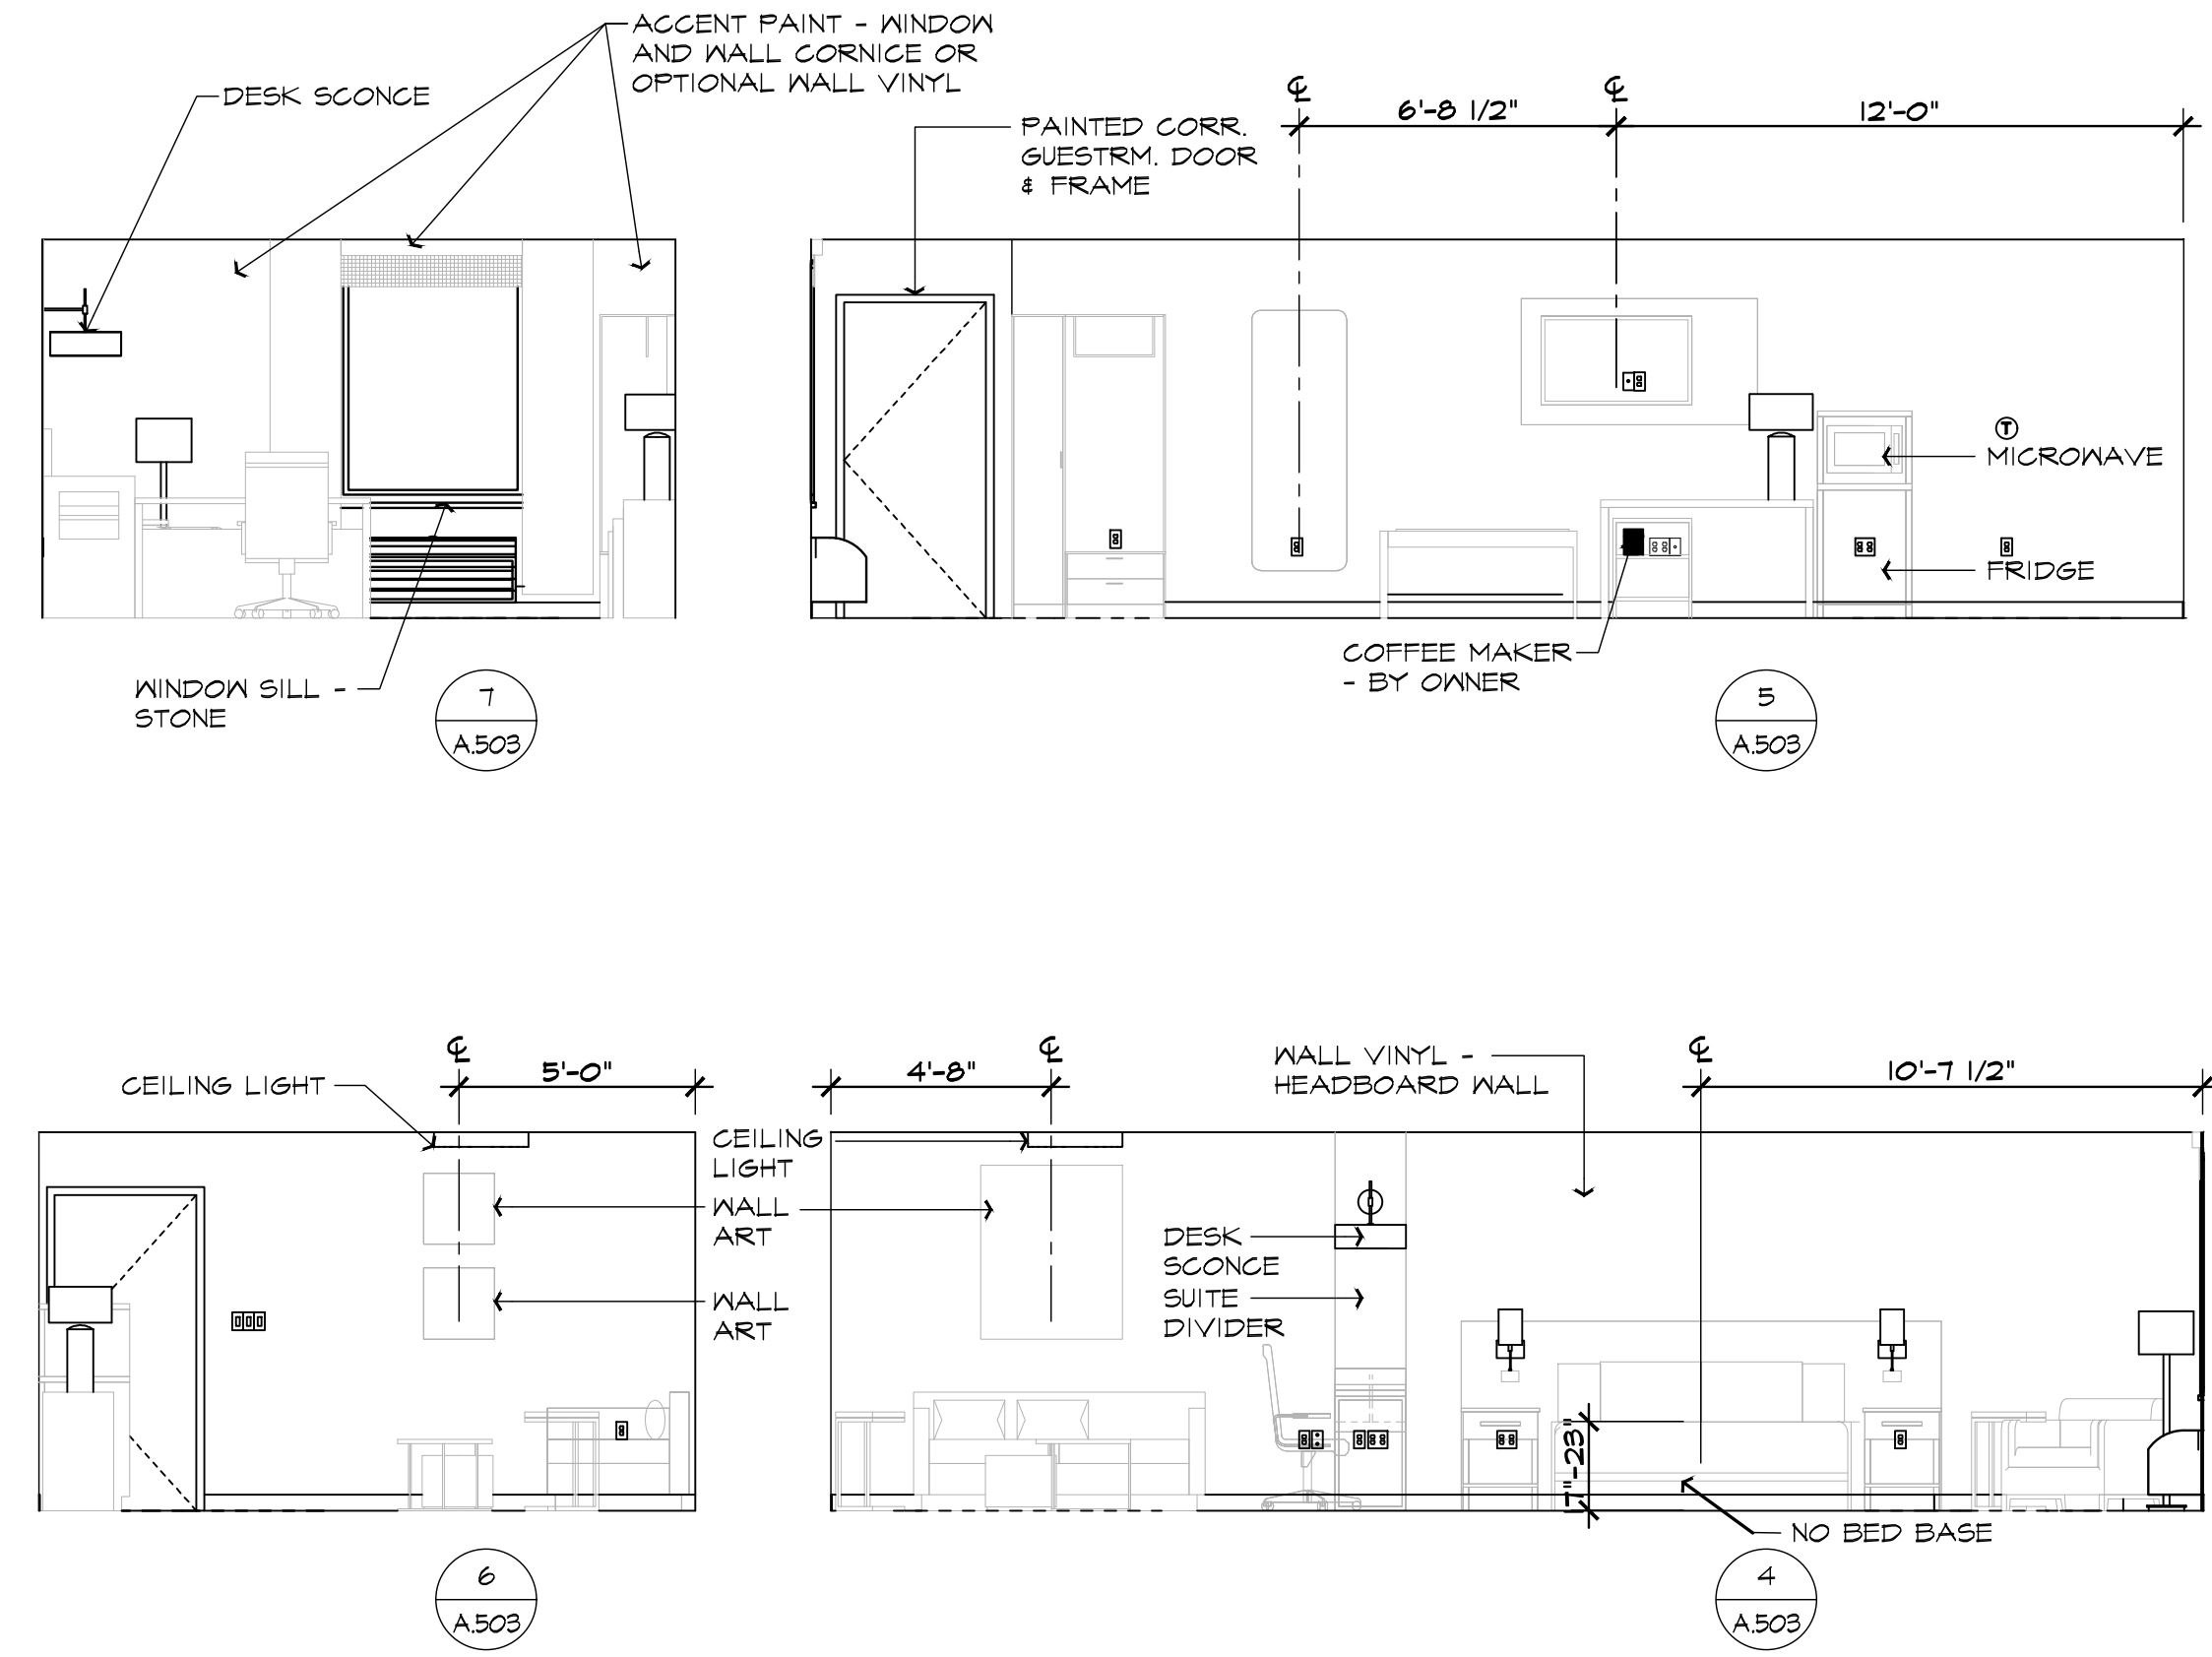 ACCENT PAINT - WINDOW
AND WALL CORNICE OR
OPTIONAL WALL VINYL
DESK SCONCE
WINDOW SILL -
STONE
7
A.503
PAINTED CORR.
GUESTRM. DOOR
& FRAME
℄
6'-8 1/2"
℄
12'-0"
T
MICROWAVE
FRIDGE
COFFEE MAKER
- BY OWNER
5
A.503
CEILING LIGHT
℄
5'-0"
CEILING
LIGHT
WALL
ART
WALL
ART
6
A.503
4'-8"
℄
WALL VINYL -
HEADBOARD WALL
℄
10'-7 1/2"
DESK
SCONCE
SUITE
DIVIDER
17"-23"
NO BED BASE
4
A.503